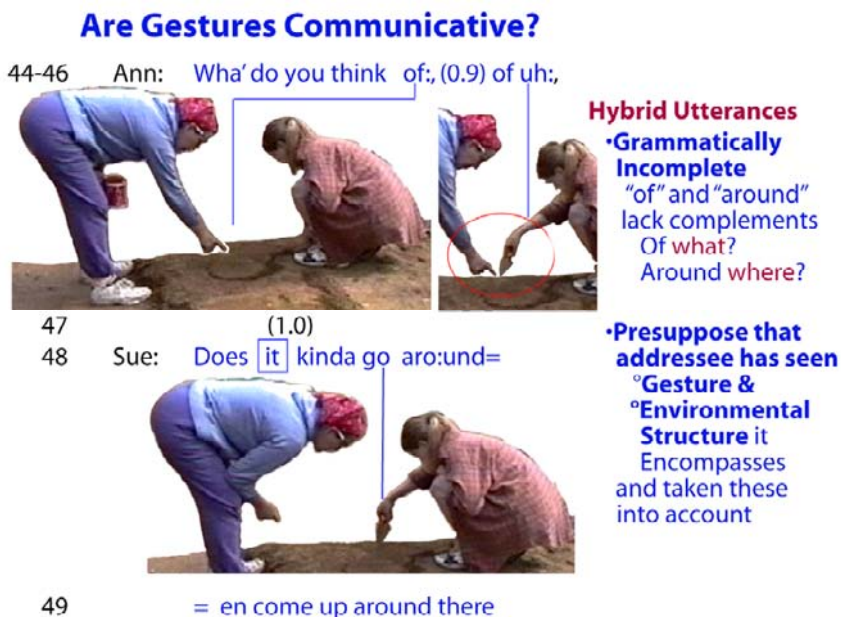 Are Gestures Communicative?
44-46 Ann: Wha' do you think of:, (0.9) of uh:,
Hybrid Utterances
•Grammatically
Incomplete
"of" and "around"
lack complements
Of what?
Around where?
47 (1.0)
48 Sue: Does it kinda go aro:und=
•Presuppose that
addressee has seen
°Gesture &
°Environmental
Structure it
Encompasses
and taken these
into account
49 = en come up around there